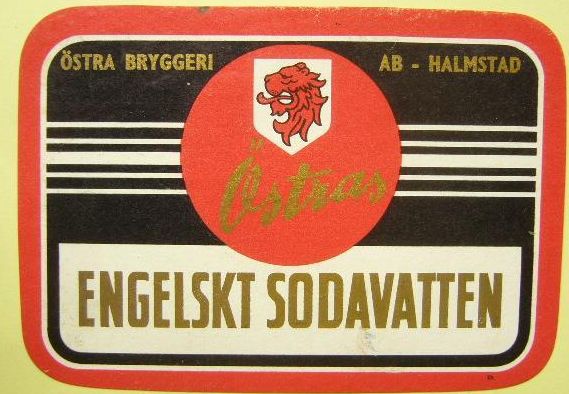 ÖSTRA BRYGGERI AB - HALMSTAD
Östras
ENGELSKT SODAVATTEN